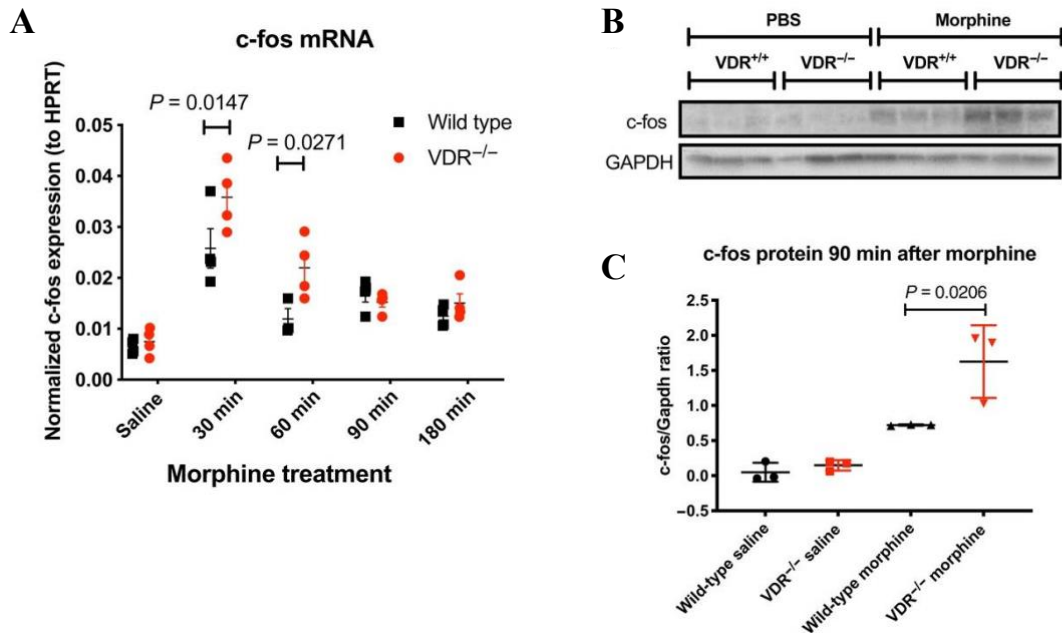 A
c-fos mRNA
Normalized c-fos expression (to HPRT)
0.05
0.04
0.03
0.02
0.01
0.00
P = 0.0147
P = 0.0271
Wild type
VDR−/−
Saline
30 min
60 min
90 min
180 min
Morphine treatment
B
PBS Morphine
VDR+/+ VDR−/− VDR+/+ VDR−/−
c-fos
GAPDH
C
c-fos protein 90 min after morphine
c-fos/Gapdh ratio
2.5
2.0
1.5
1.0
0.5
0.0
−0.5
P = 0.0206
Wild-type saline
VDR−/− saline
Wild-type morphine
VDR−/− morphine